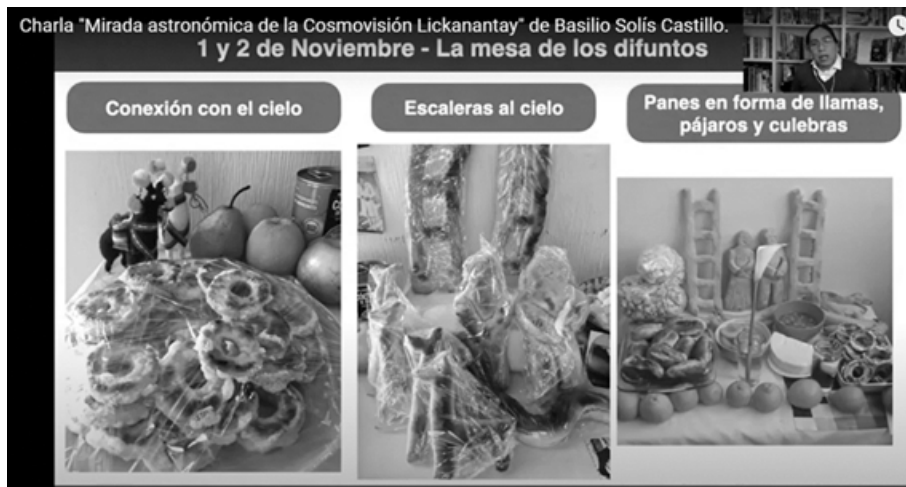 Charla "Mirada astronómica de la Cosmovisión Lickanantay" de Basilio Solís Castillo.
1 y 2 de Noviembre - La mesa de los difuntos
Conexión con el cielo
Escaleras al cielo
Panes en forma de llamas,
pájaros y culebras